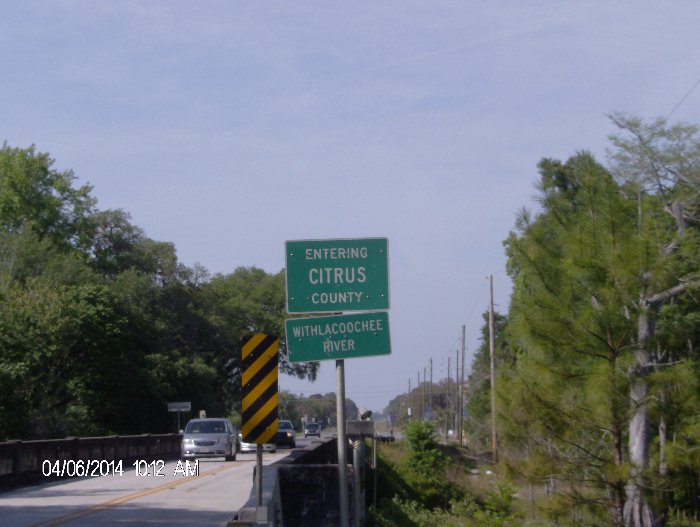 ENTERING
CITRUS
COUNTY
WITHLACOOCHEE
RIVER
04/06/2014 10:12 AM